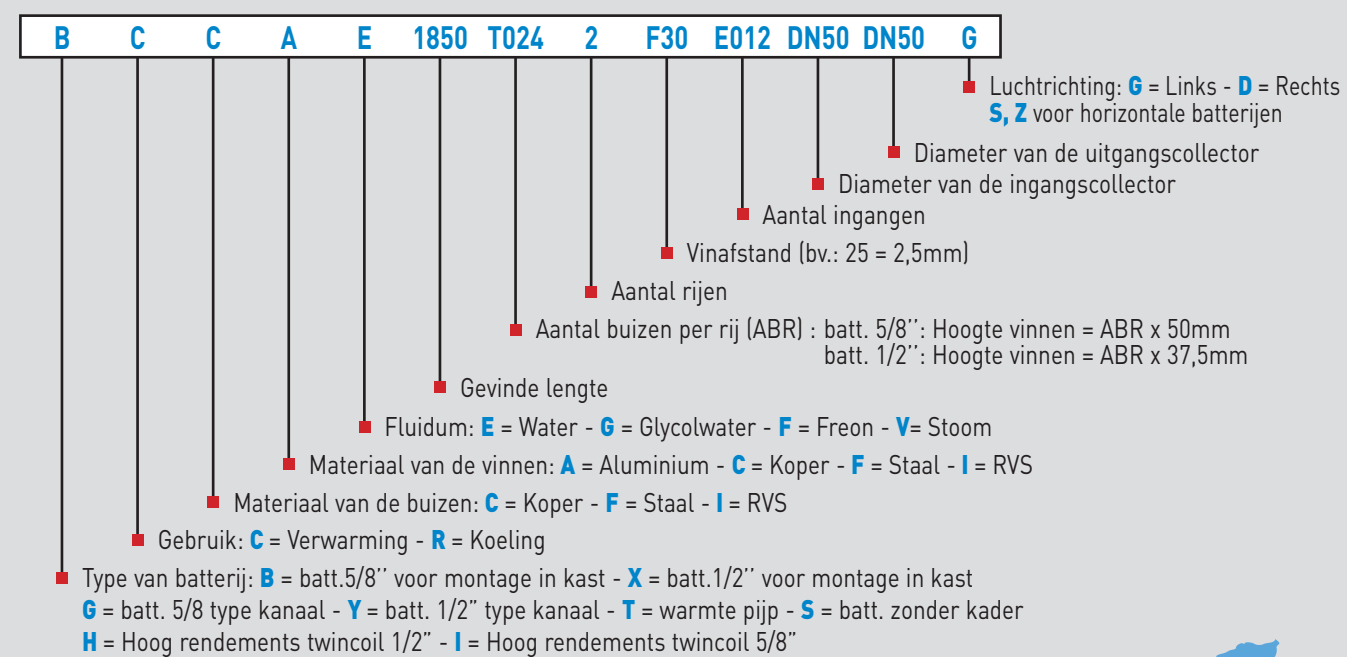 B C C A E 1850 T024 2 F30 E012 DN50 DN50 G
Luchtrichting: G = Links - D = Rechts
S, Z voor horizontale batterijen
Diameter van de uitgangscollector
Diameter van de ingangscollector
Aantal ingangen
Vinafstand (bv.: 25 = 2,5mm)
Aantal rijen
Aantal buizen per rij (ABR) : batt. 5/8’’: Hoogte vinnen = ABR x 50mm
batt. 1/2’’: Hoogte vinnen = ABR x 37,5mm
Gevinde lengte
Fluidum: E = Water - G = Glycolwater - F = Freon - V= Stoom
Materiaal van de vinnen: A = Aluminium - C = Koper - F = Staal - I = RVS
Materiaal van de buizen: C = Koper - F = Staal - I = RVS
Gebruik: C = Verwarming - R = Koeling
Type van batterij: B = batt.5/8’’ voor montage in kast - X = batt.1/2’’ voor montage in kast
G = batt. 5/8 type kanaal - Y = batt. 1/2” type kanaal - T = warmte pijp - S = batt. zonder kader
H = Hoog rendements twincoil 1/2” - I = Hoog rendements twincoil 5/8”